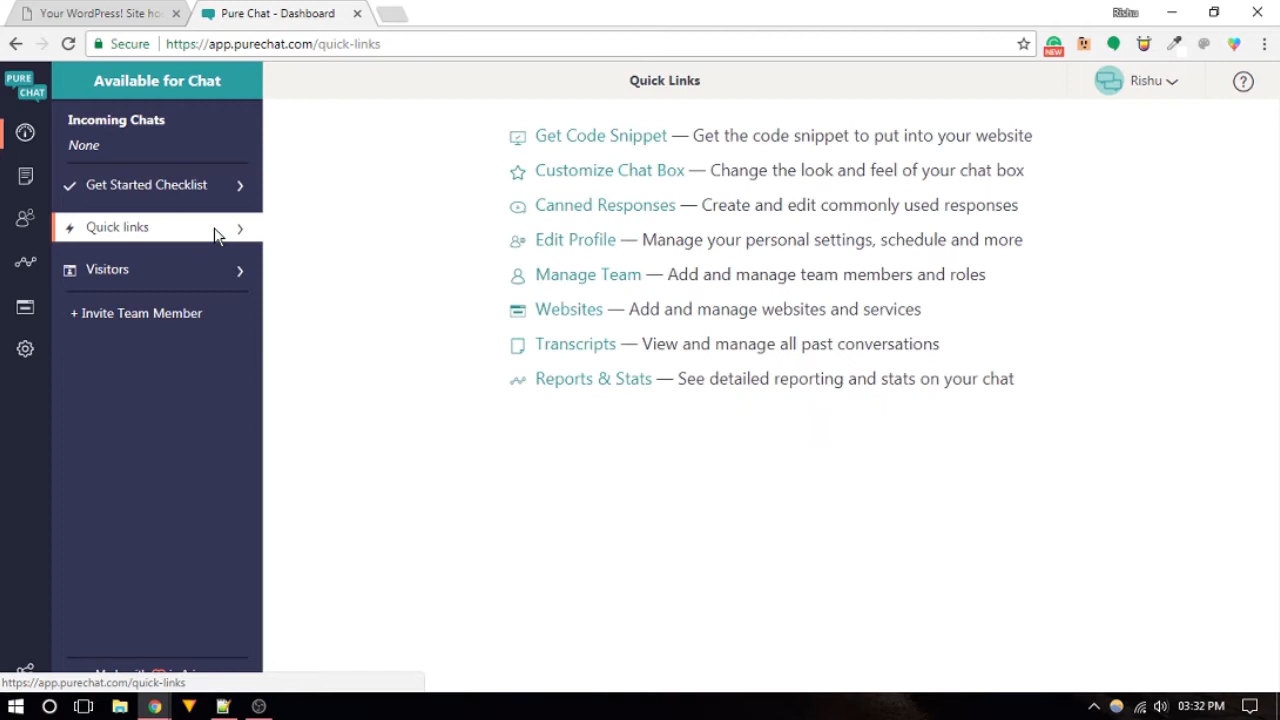 Your WordPress! Site ho
Pure Chat - Dashboard
Rishu
Secure
https://app.purechat.com/quick-links
NEW
PURE CHAT
Available for Chat
Quick Links
Rishu
?
Incoming Chats
None
Get Started Checklist
Quick links
Visitors
+ Invite Team Member
Get Code Snippet — Get the code snippet to put into your website
Customize Chat Box — Change the look and feel of your chat box
Canned Responses — Create and edit commonly used responses
Edit Profile — Manage your personal settings, schedule and more
Manage Team — Add and manage team members and roles
Websites — Add and manage websites and services
Transcripts — View and manage all past conversations
Reports & Stats — See detailed reporting and stats on your chat
https://app.purechat.com/quick-links
03:32 PM